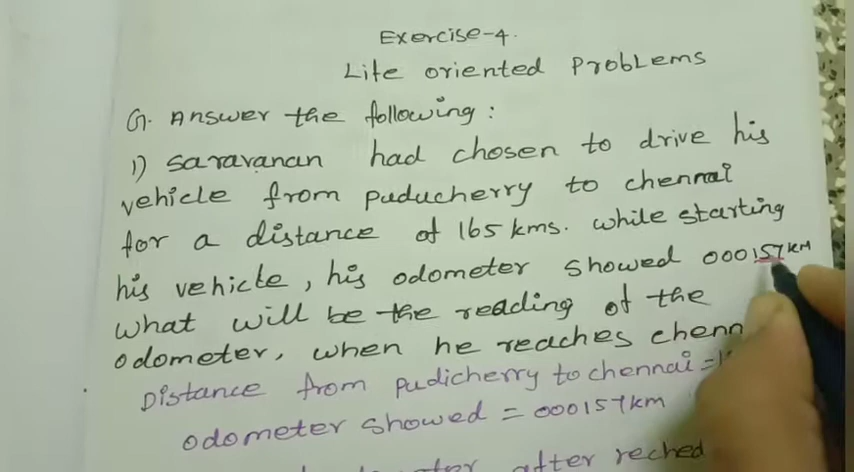 Exercise-4.
Life oriented Problems
G. Answer the following:
1) Saravanan had chosen to drive his
vehicle from Puducherry to chennai
for a distance of 165 kms. while starting
his vehicle, his odometer showed 000157KM
What will be the reading of the
odometer, when he reaches chenn
Distance from Pudicherry to chennai =
odometer showed = 000157km
after reched